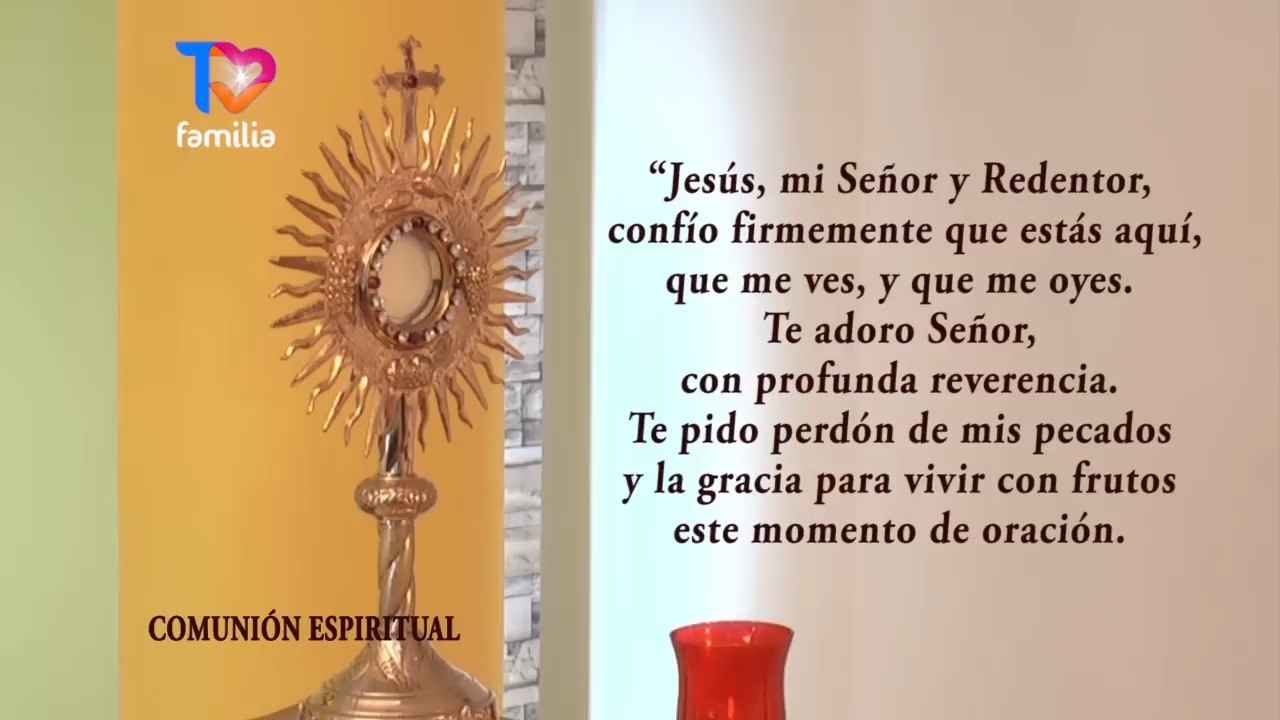 TV
familia
“Jesús, mi Señor y Redentor,
confío firmemente que estás aquí,
que me ves, y que me oyes.
Te adoro Señor,
con profunda reverencia.
Te pido perdón de mis pecados
y la gracia para vivir con frutos
este momento de oración.
COMUNIÓN ESPIRITUAL